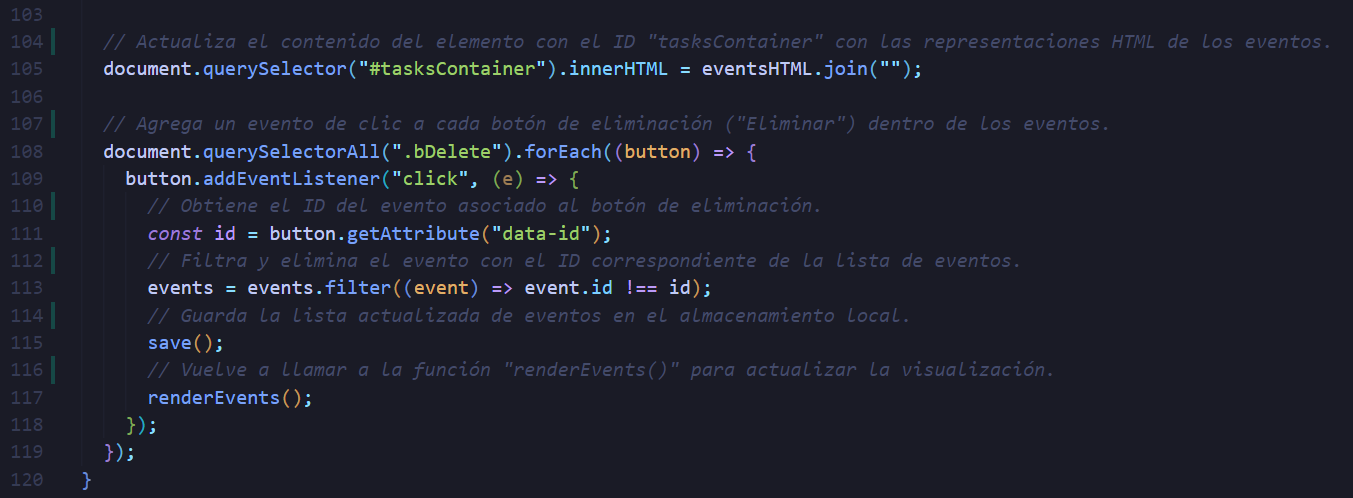 103
104 // Actualiza el contenido del elemento con el ID "tasksContainer" con las representaciones HTML de los eventos.
105 document.querySelector("#tasksContainer").innerHTML = eventsHTML.join("");
106
107 // Agrega un evento de clic a cada botón de eliminación ("Eliminar") dentro de los eventos.
108 document.querySelectorAll(".bDelete").forEach((button) => {
109 button.addEventListener("click", (e) => {
110 // Obtiene el ID del evento asociado al botón de eliminación.
111 const id = button.getAttribute("data-id");
112 // Filtra y elimina el evento con el ID correspondiente de la lista de eventos.
113 events = events.filter((event) => event.id !== id);
114 // Guarda la lista actualizada de eventos en el almacenamiento local.
115 save();
116 // Vuelve a llamar a la función "renderEvents()" para actualizar la visualización.
117 renderEvents();
118 });
119 });
120 }